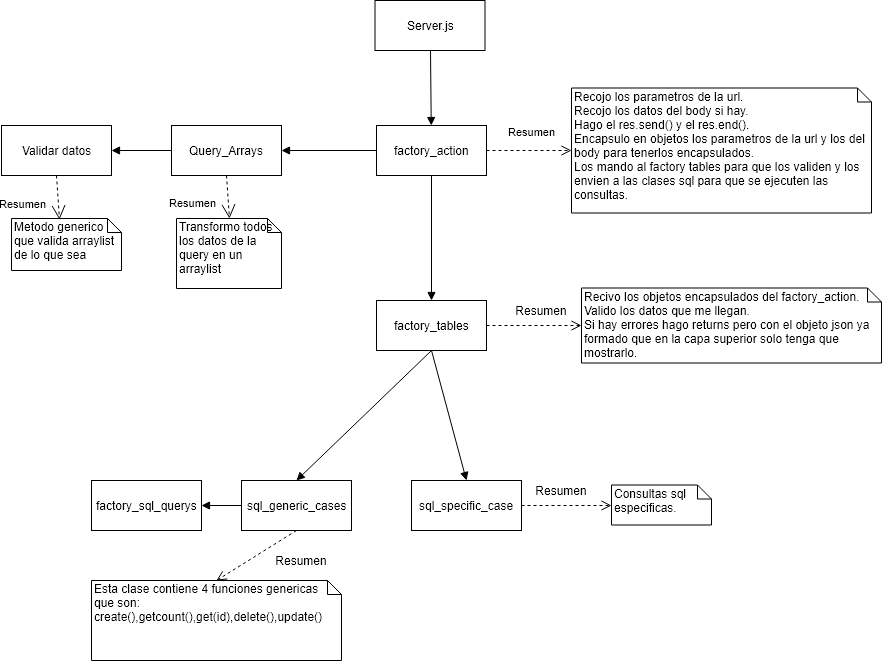 Server.js
Recojo los parametros de la url.
Recojo los datos del body si hay.
Hago el res.send() y el res.end().
Encapsulo en objetos los parametros de la url y los del
body para tenerlos encapsulados.
Los mando al factory tables para que los validen y los
envien a las clases sql para que se ejecuten las
consultas.
Resumen
Validar datos
Query_Arrays
factory_action
Resumen
Resumen
Metodo generico
que valida arraylist
de lo que sea
Transformo todos
los datos de la
query en un
arraylist
Recivo los objetos encapsulados del factory_action.
Valido los datos que me llegan.
Si hay errores hago returns pero con el objeto json ya
formado que en la capa superior solo tenga que
mostrarlo.
Resumen
factory_tables
factory_sql_querys
sql_generic_cases
sql_specific_case
Resumen
Consultas sql
especificas.
Resumen
Esta clase contiene 4 funciones genericas
que son:
create(),getcount(),get(id),delete(),update()